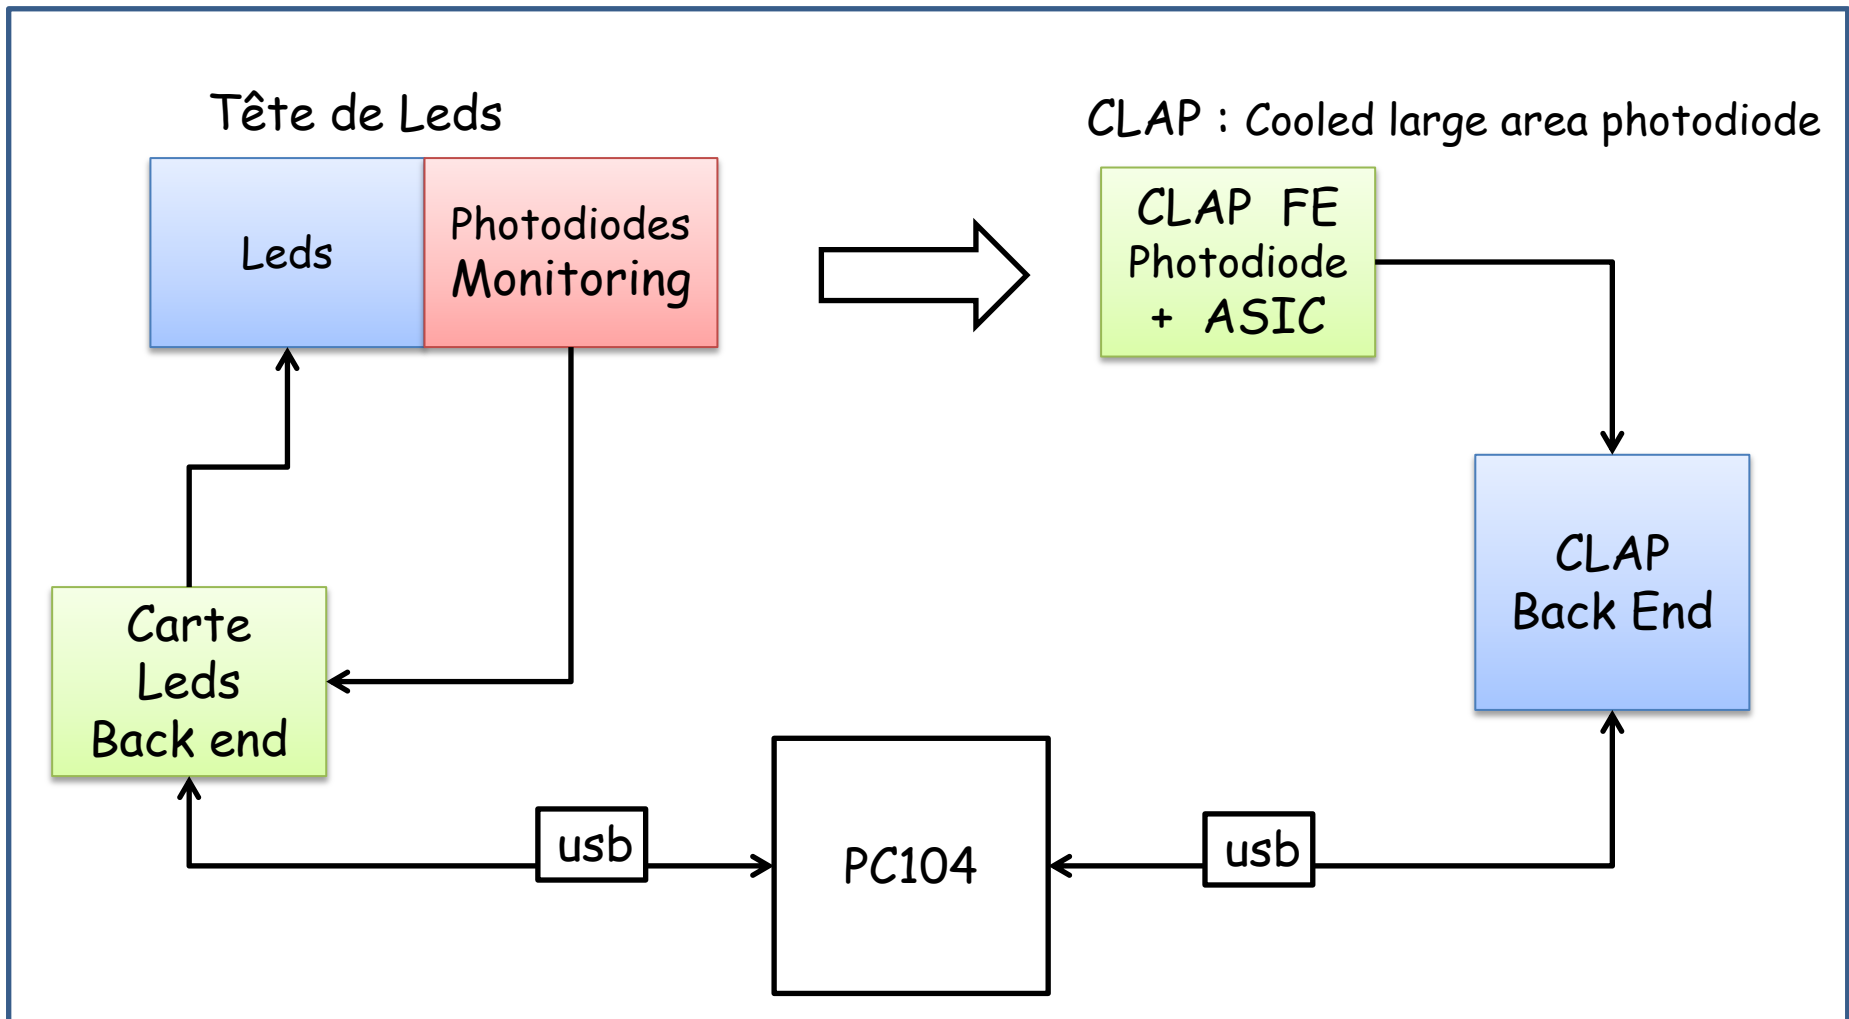 Tête de Leds
CLAP : Cooled large area photodiode
Leds
Photodiodes
Monitoring
CLAP FE
Photodiode
+ ASIC
CLAP
Back End
Carte
Leds
Back end
usb
PC104
usb